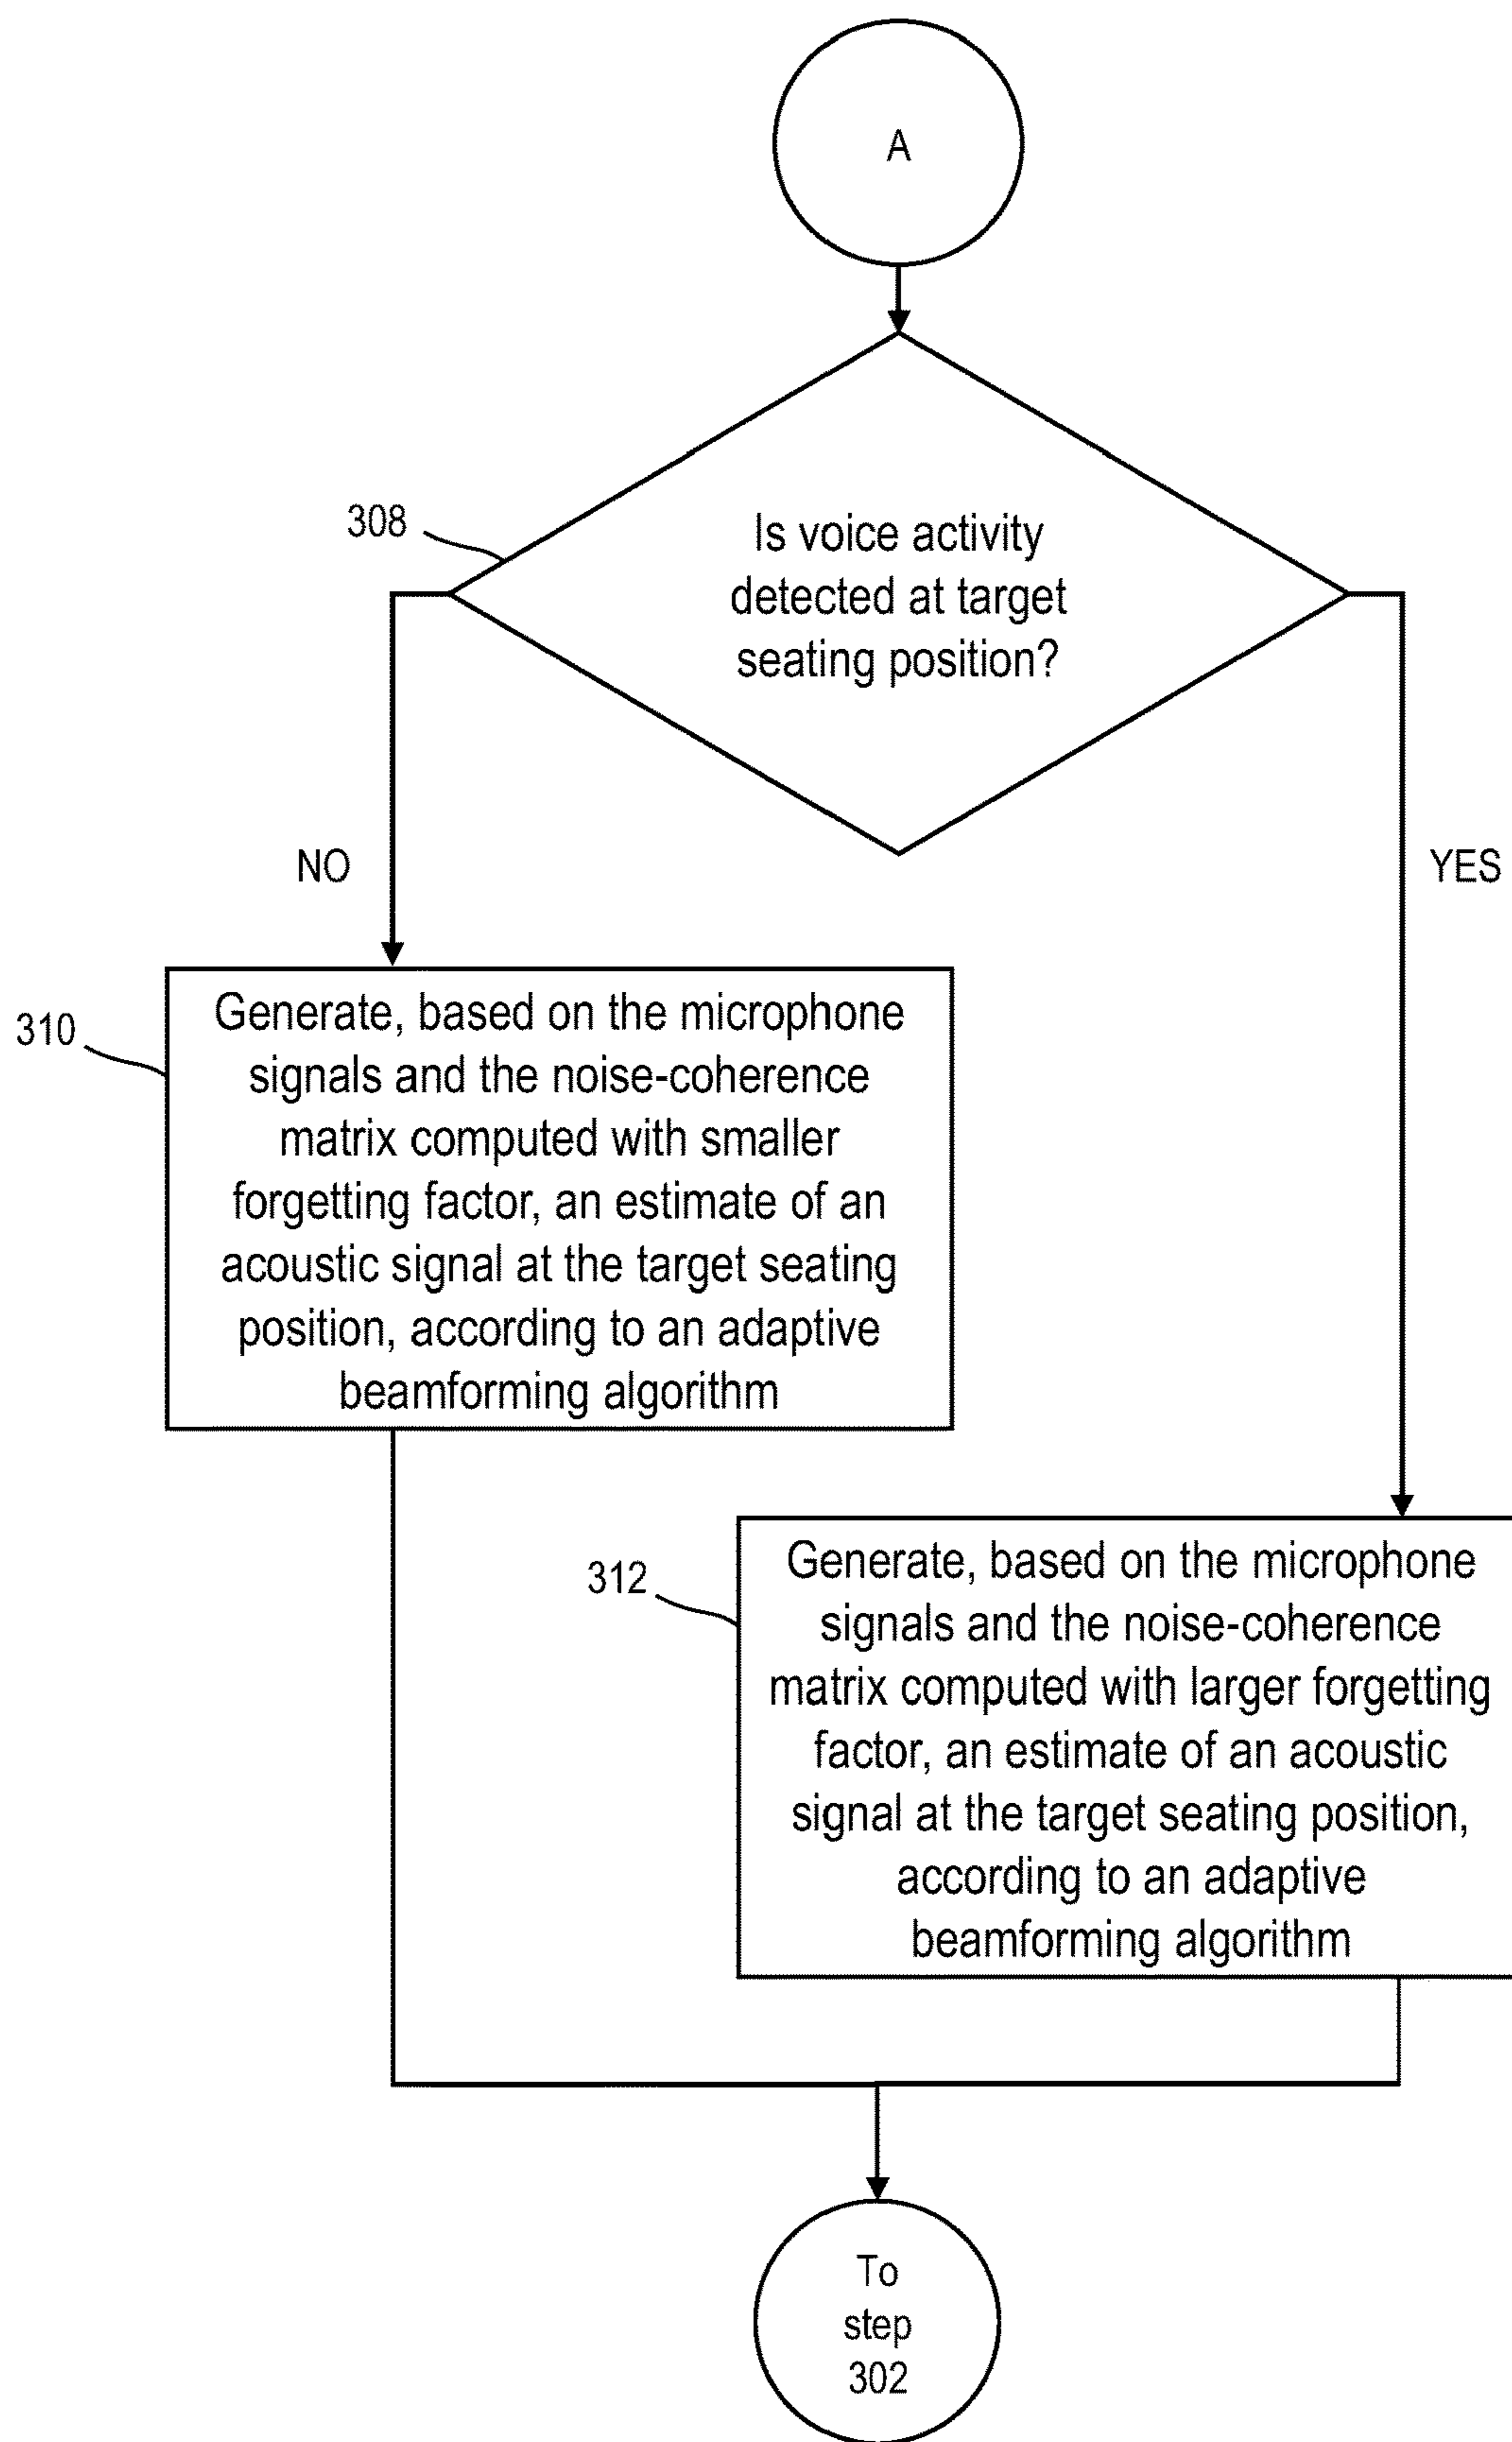 A
308
Is voice activity
detected at target
seating position?
NO
YES
310
Generate, based on the microphone
signals and the noise-coherence
matrix computed with smaller
forgetting factor, an estimate of an
acoustic signal at the target seating
position, according to an adaptive
beamforming algorithm
312
Generate, based on the microphone
signals and the noise-coherence
matrix computed with larger forgetting
factor, an estimate of an acoustic
signal at the target seating position,
according to an adaptive
beamforming algorithm
To
step
302